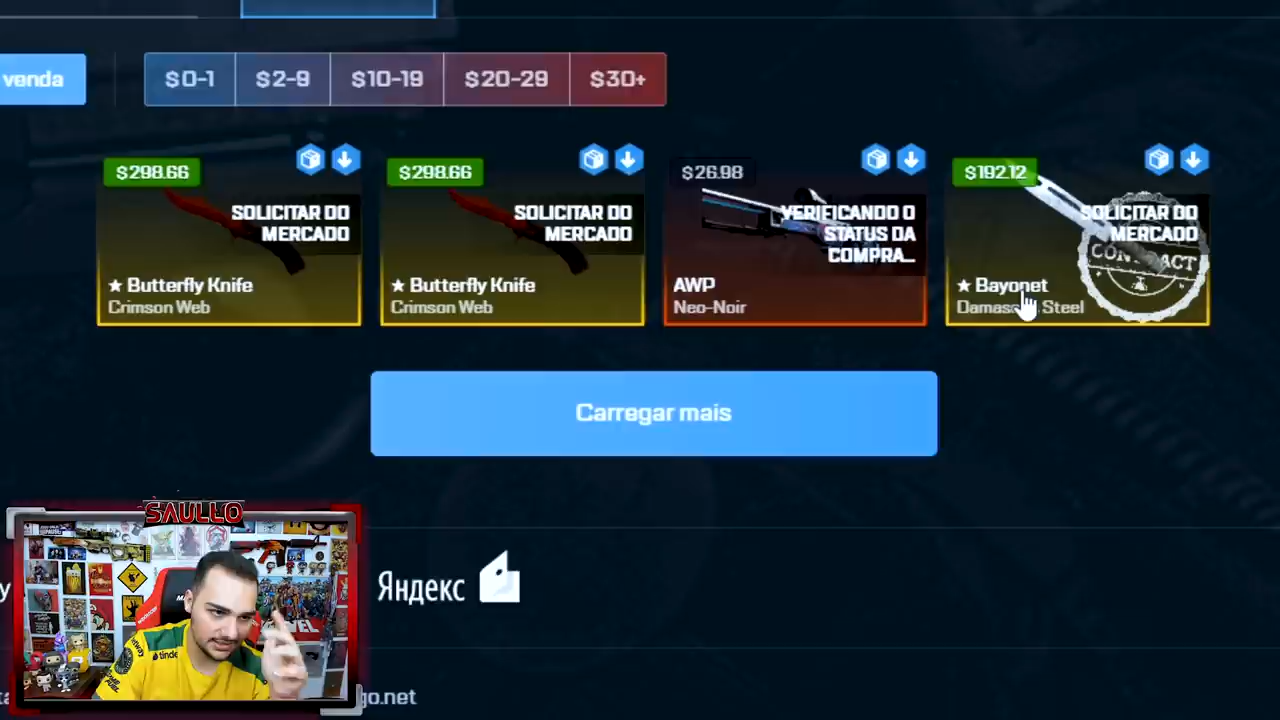 venda
$0-1
$2-9
$10-19
$20-29
$30+
$298.66
SOLICITAR DO
MERCADO
★ Butterfly Knife
Crimson Web
$298.66
SOLICITAR DO
MERCADO
★ Butterfly Knife
Crimson Web
$26.98
VERIFICANDO O
STATUS DA
COMPRA...
AWP
Neo-Noir
$192.12
SOLICITAR DO
MERCADO
CONTRACT
★ Bayonet
Steel
Carregar mais
SAULLO
Яндекс
go.net